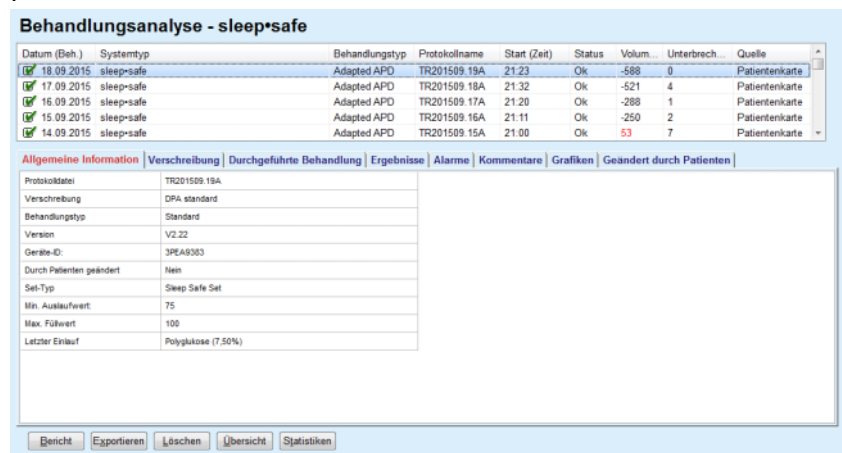 Behandlungsanalyse - sleep•safe
Datum (Beh.) Systemtyp Behandlungstyp Protokollname Start (Zeit) Status Volum... Unterbrech... Quelle
18.09.2015 sleep•safe Adapted APD TR201509.19A 21:23 Ok -588 0 Patientenkarte
17.09.2015 sleep•safe Adapted APD TR201509.18A 21:32 Ok -521 4 Patientenkarte
16.09.2015 sleep•safe Adapted APD TR201509.17A 21:20 Ok -288 1 Patientenkarte
15.09.2015 sleep•safe Adapted APD TR201509.16A 21:11 Ok -250 2 Patientenkarte
14.09.2015 sleep•safe Adapted APD TR201509.15A 21:00 Ok 53 7 Patientenkarte
Allgemeine Information Verschreibung Durchgeführte Behandlung Ergebnisse Alarme Kommentare Grafiken Geändert durch Patienten
Protokolldatei TR201509.19A
Verschreibung DPA standard
Behandlungstyp Standard
Version V2.22
Geräte-ID: 3PEA9383
Durch Patienten geändert Nein
Set-Typ Sleep Safe Set
Min. Auslaufwert: 75
Max. Füllwert 100
Letzter Einlauf Polyglukose (7,50%)
Bericht Exportieren Löschen Übersicht Statistiken